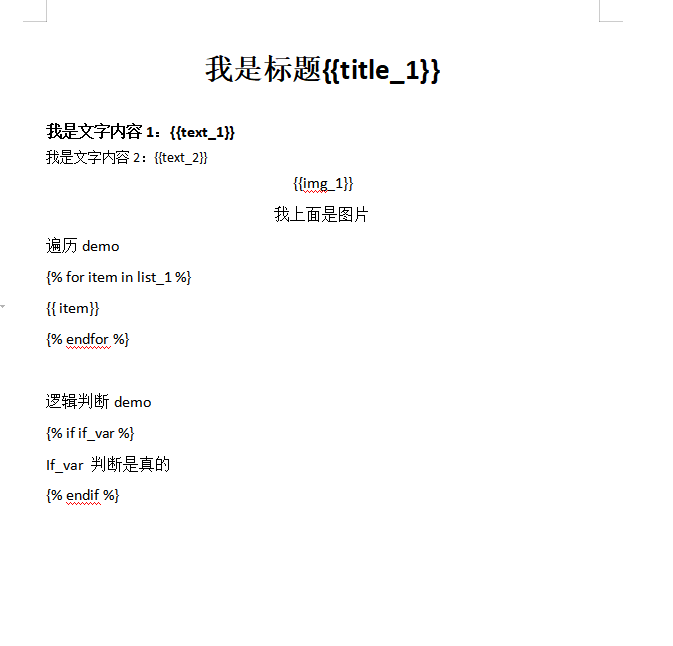 我是标题{{title_1}}
我是文字内容 1：{{text_1}}
我是文字内容 2：{{text_2}}
{{img_1}}
我上面是图片
遍历 demo
{% for item in list_1 %}
{{ item}}
{% endfor %}
逻辑判断 demo
{% if if_var %}
If_var 判断是真的
{% endif %}